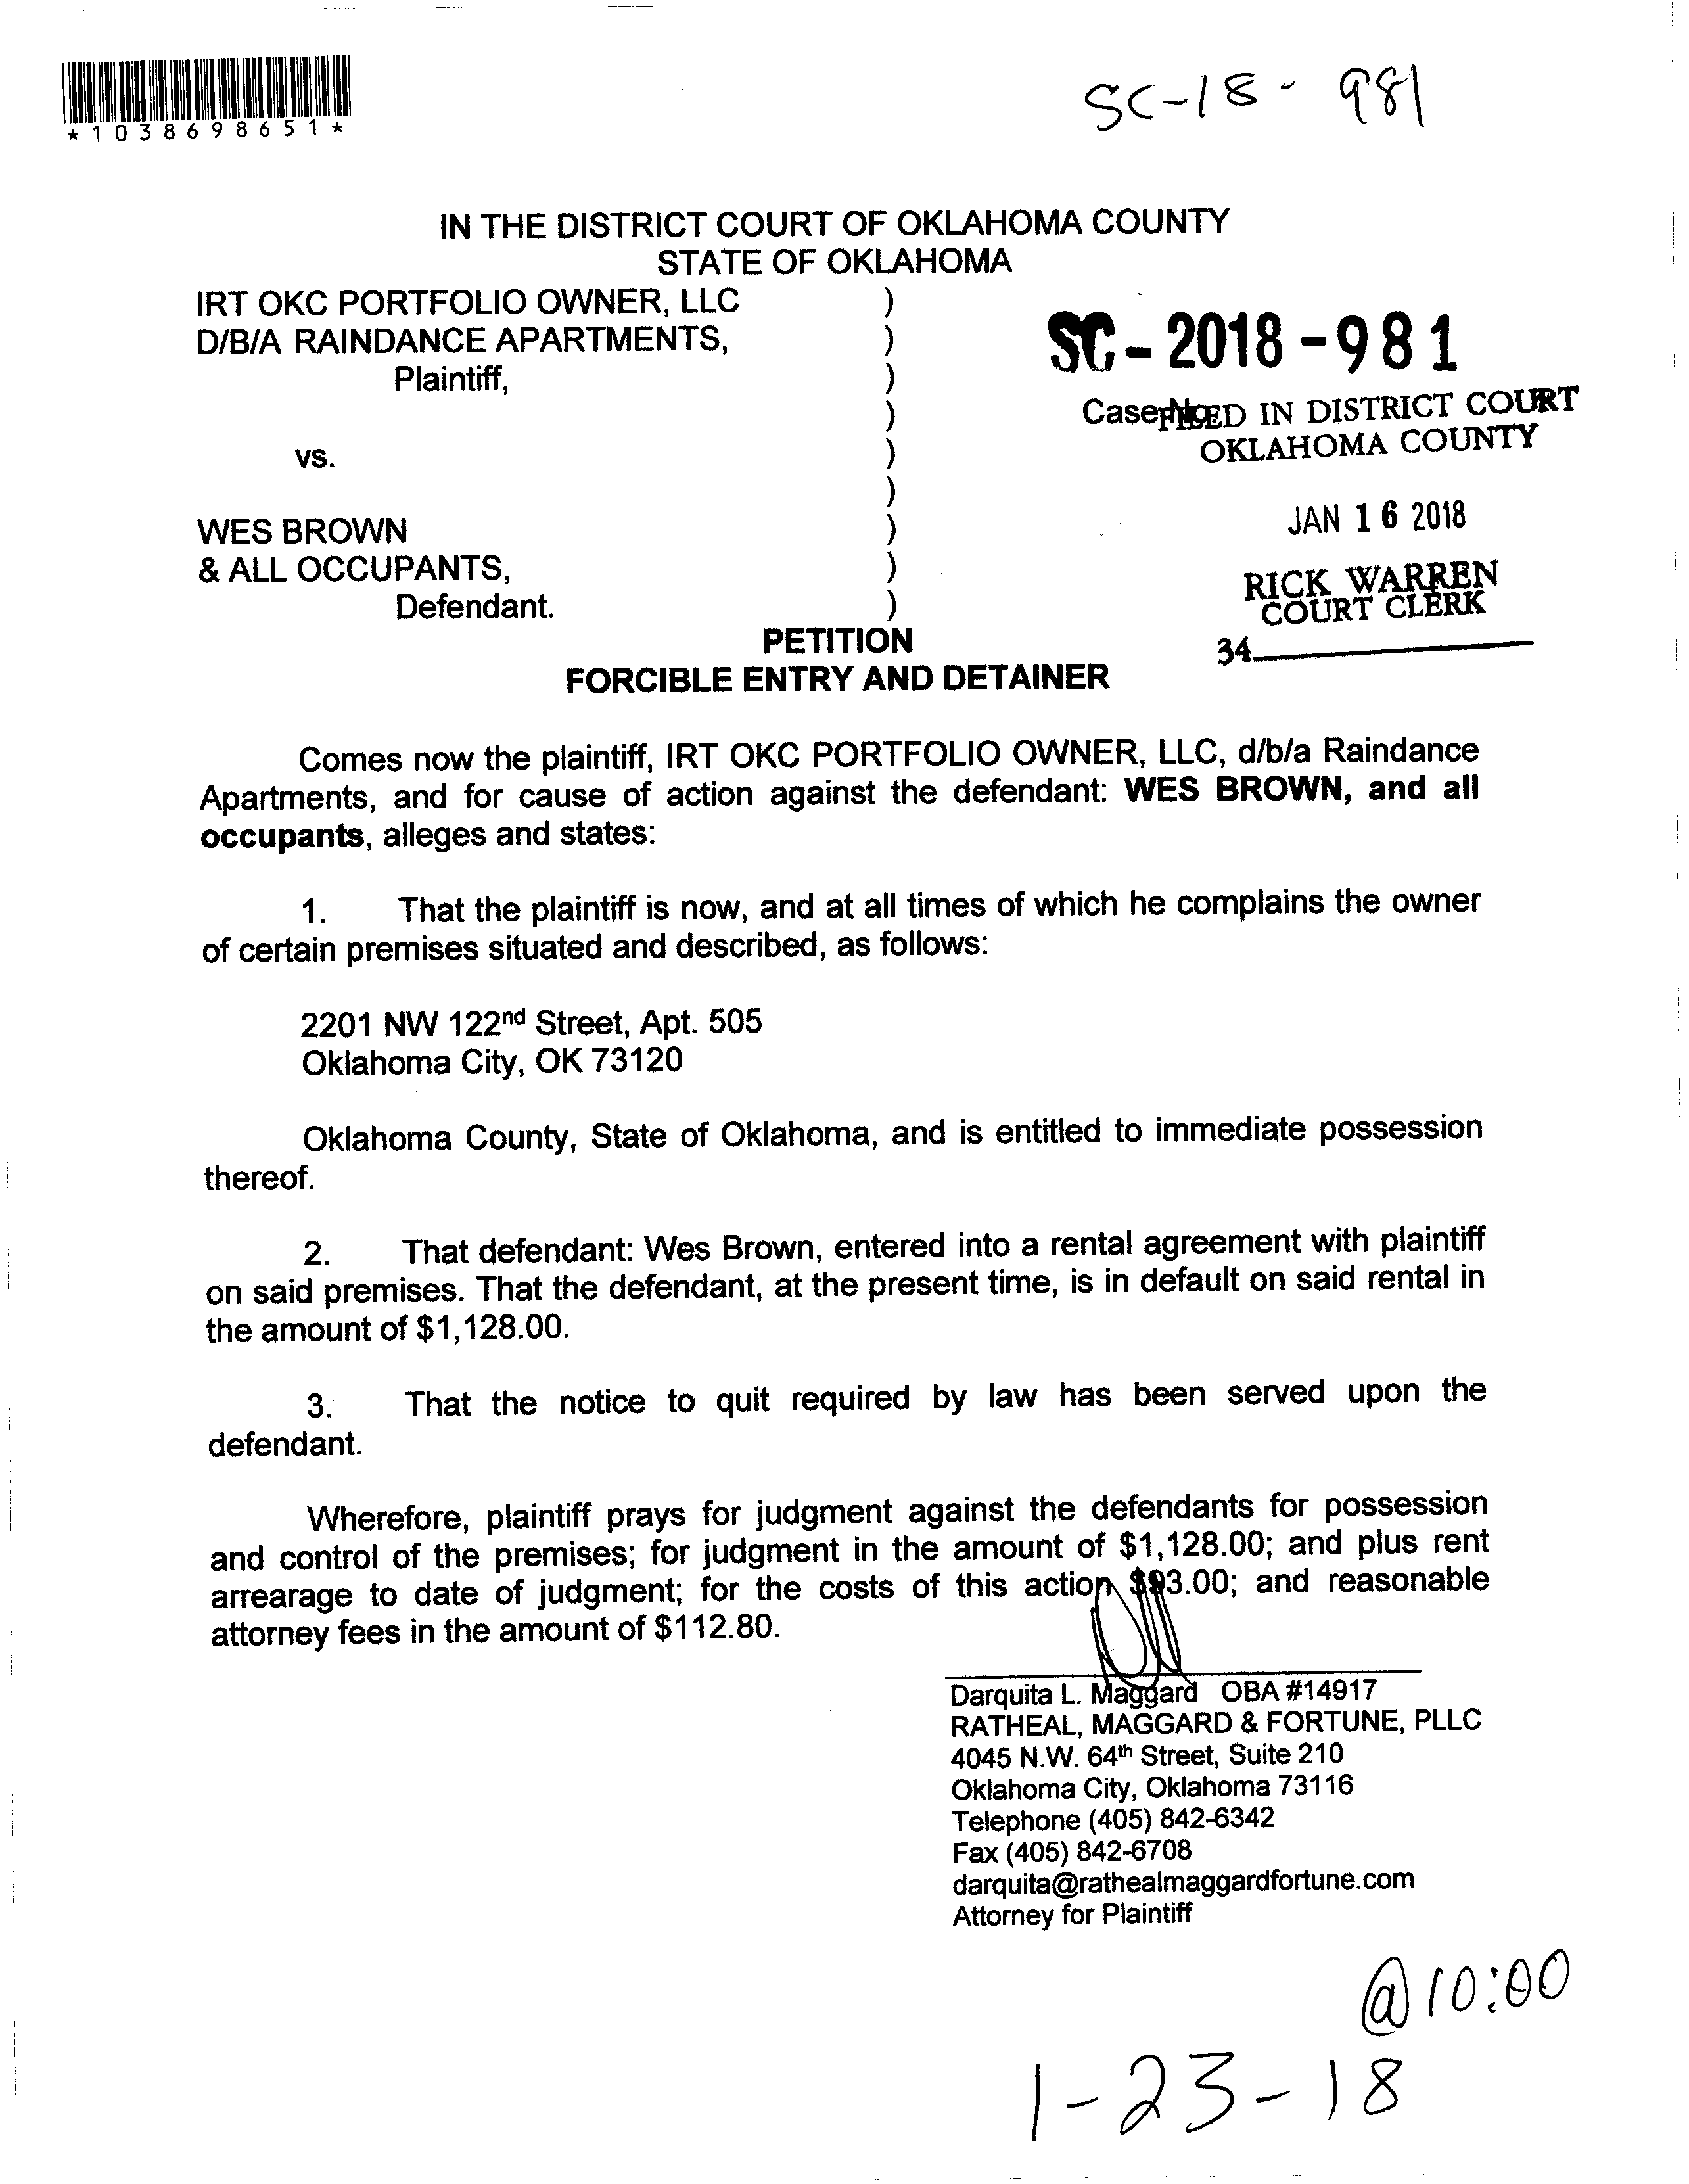 *1038698651*
SC-18-981
IN THE DISTRICT COURT OF OKLAHOMA COUNTY
STATE OF OKLAHOMA
IRT OKC PORTFOLIO OWNER, LLC )
D/B/A RAINDANCE APARTMENTS, )
Plaintiff, )
)
vs. )
)
WES BROWN )
& ALL OCCUPANTS, )
Defendant. )
SC-2018-981
Case No.
FILED IN DISTRICT COURT
OKLAHOMA COUNTY
JAN 16 2018
RICK WARREN
COURT CLERK
34
PETITION
FORCIBLE ENTRY AND DETAINER
Comes now the plaintiff, IRT OKC PORTFOLIO OWNER, LLC, d/b/a Raindance
Apartments, and for cause of action against the defendant: WES BROWN, and all
occupants, alleges and states:
1. That the plaintiff is now, and at all times of which he complains the owner
of certain premises situated and described, as follows:
2201 NW 122nd Street, Apt. 505
Oklahoma City, OK 73120
Oklahoma County, State of Oklahoma, and is entitled to immediate possession
thereof.
2. That defendant: Wes Brown, entered into a rental agreement with plaintiff
on said premises. That the defendant, at the present time, is in default on said rental in
the amount of $1,128.00.
3. That the notice to quit required by law has been served upon the
defendant.
Wherefore, plaintiff prays for judgment against the defendants for possession
and control of the premises; for judgment in the amount of $1,128.00; and plus rent
arrearage to date of judgment; for the costs of this action $93.00; and reasonable
attorney fees in the amount of $112.80.
Darquita L. Maggard OBA #14917
RATHEAL, MAGGARD & FORTUNE, PLLC
4045 N.W. 64th Street, Suite 210
Oklahoma City, Oklahoma 73116
Telephone (405) 842-6342
Fax (405) 842-6708
darquita@rathealmaggardfortune.com
Attorney for Plaintiff
@ 10:00
1-23-18